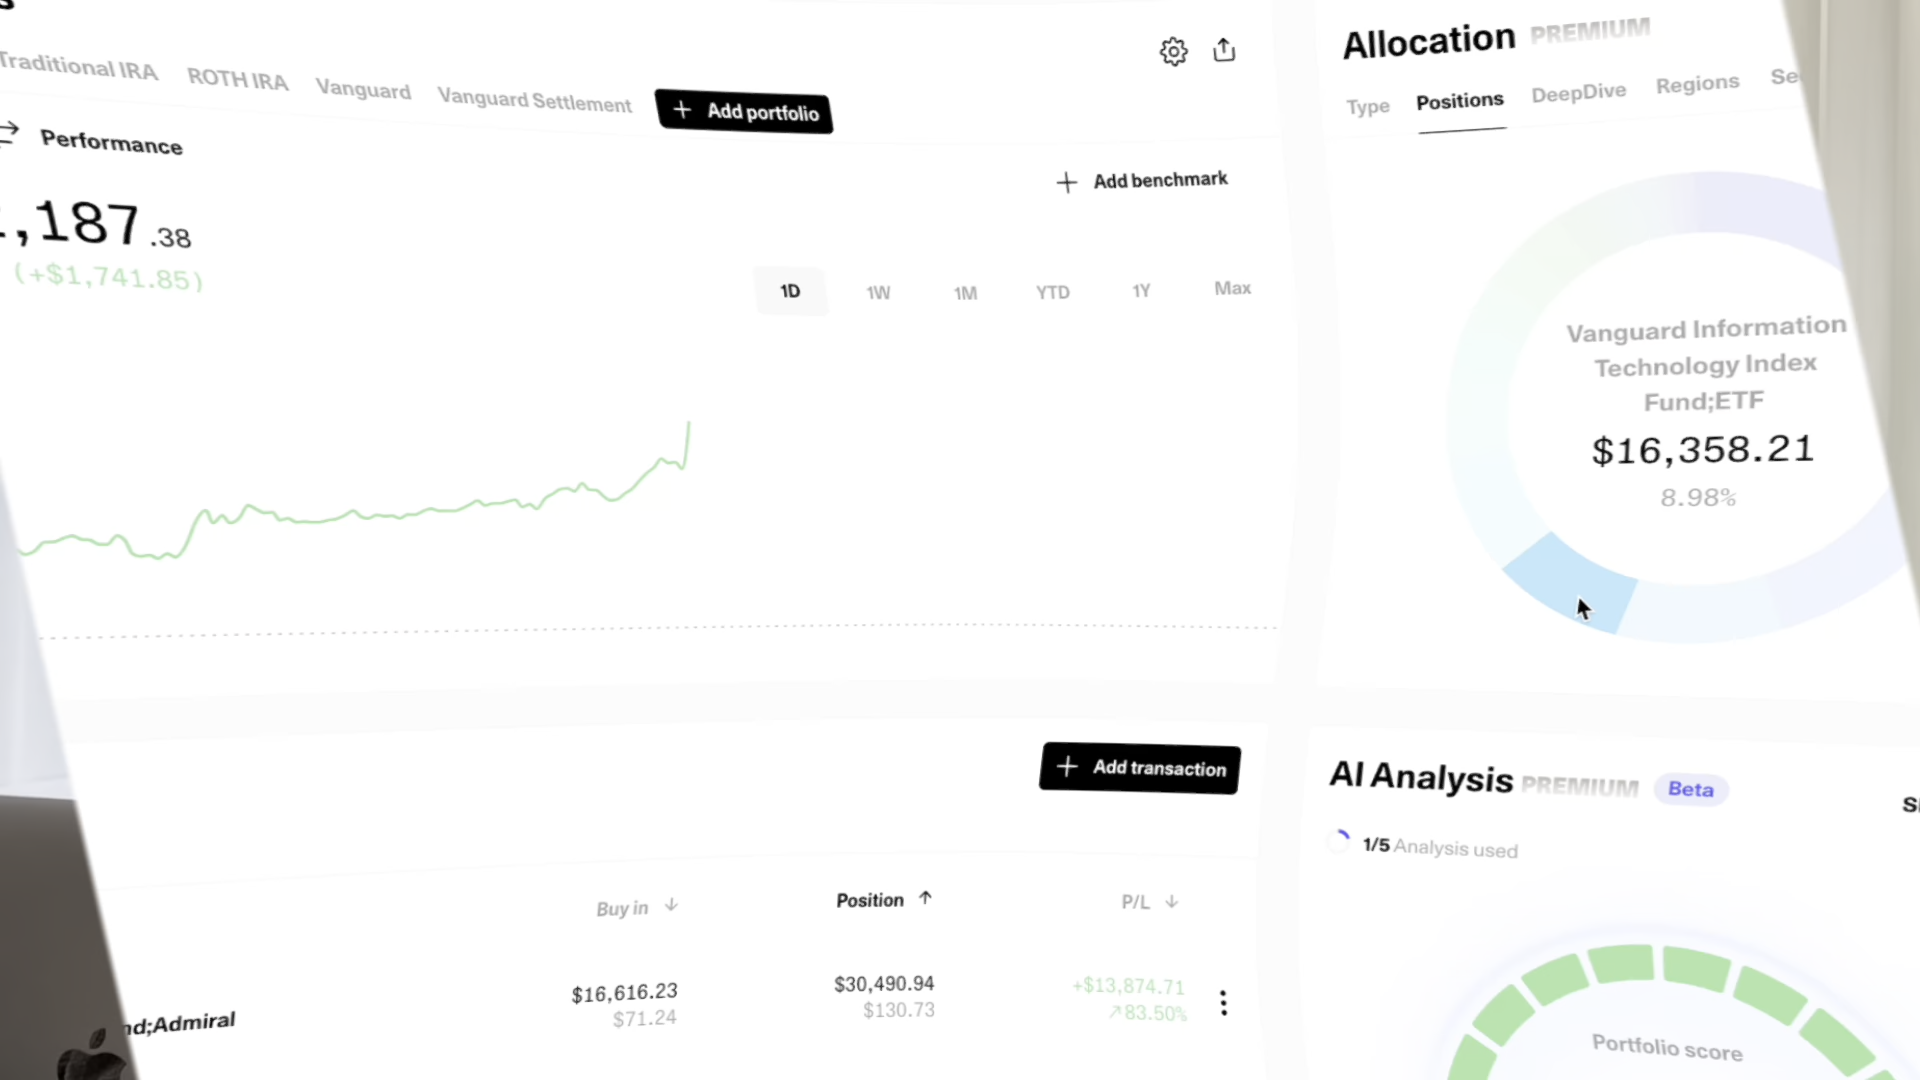 Traditional IRA ROTH IRA Vanguard Vanguard Settlement + Add portfolio
Performance
,187.38
(+$1,741.85)
+ Add benchmark
1D 1W 1M YTD 1Y Max
Allocation PREMIUM
Type Positions DeepDive Regions Se
Vanguard Information
Technology Index
Fund;ETF
$16,358.21
8.98%
+ Add transaction
Buy in ↓ Position ↑ P/L ↓
nd;Admiral
$16,616.23 $30,490.94 +$13,874.71
$71.24 $130.73 ↗83.50%
AI Analysis PREMIUM Beta
1/5 Analysis used
Portfolio score